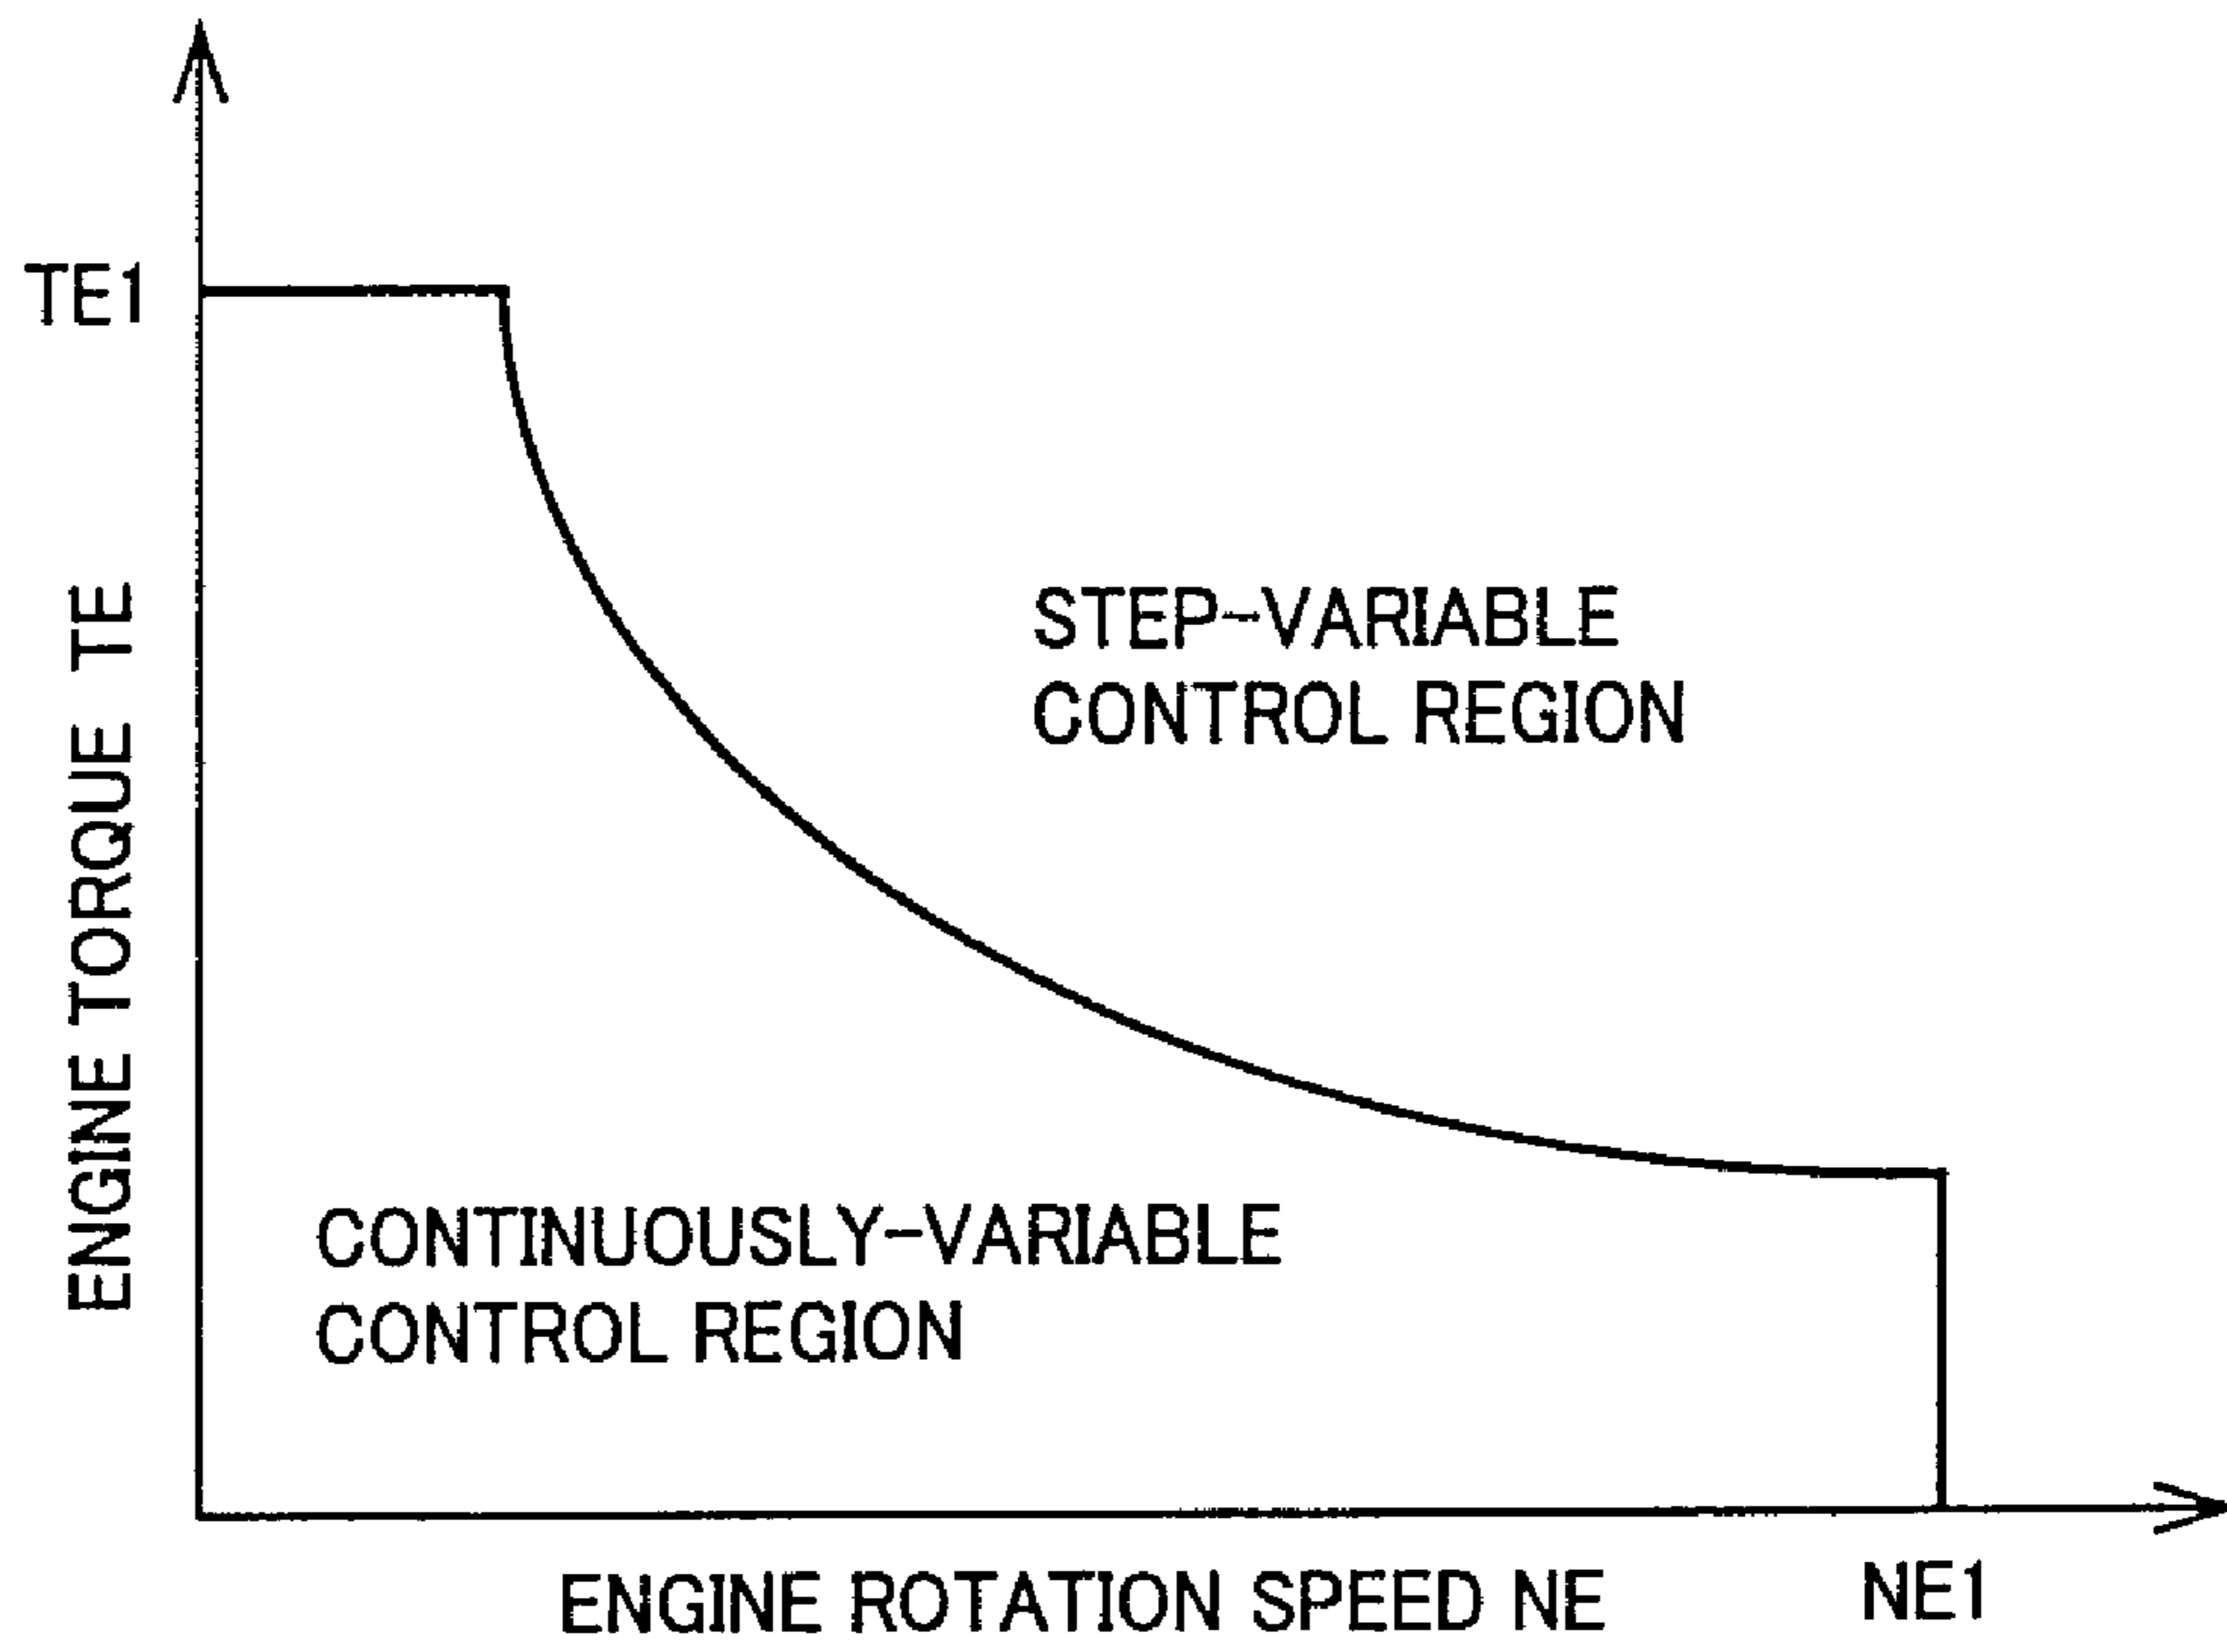 TE1
ENGINE TORQUE TE
STEP-VARIABLE
CONTROL REGION
CONTINUOUSLY-VARIABLE
CONTROL REGION
ENGINE ROTATION SPEED NE
NE1